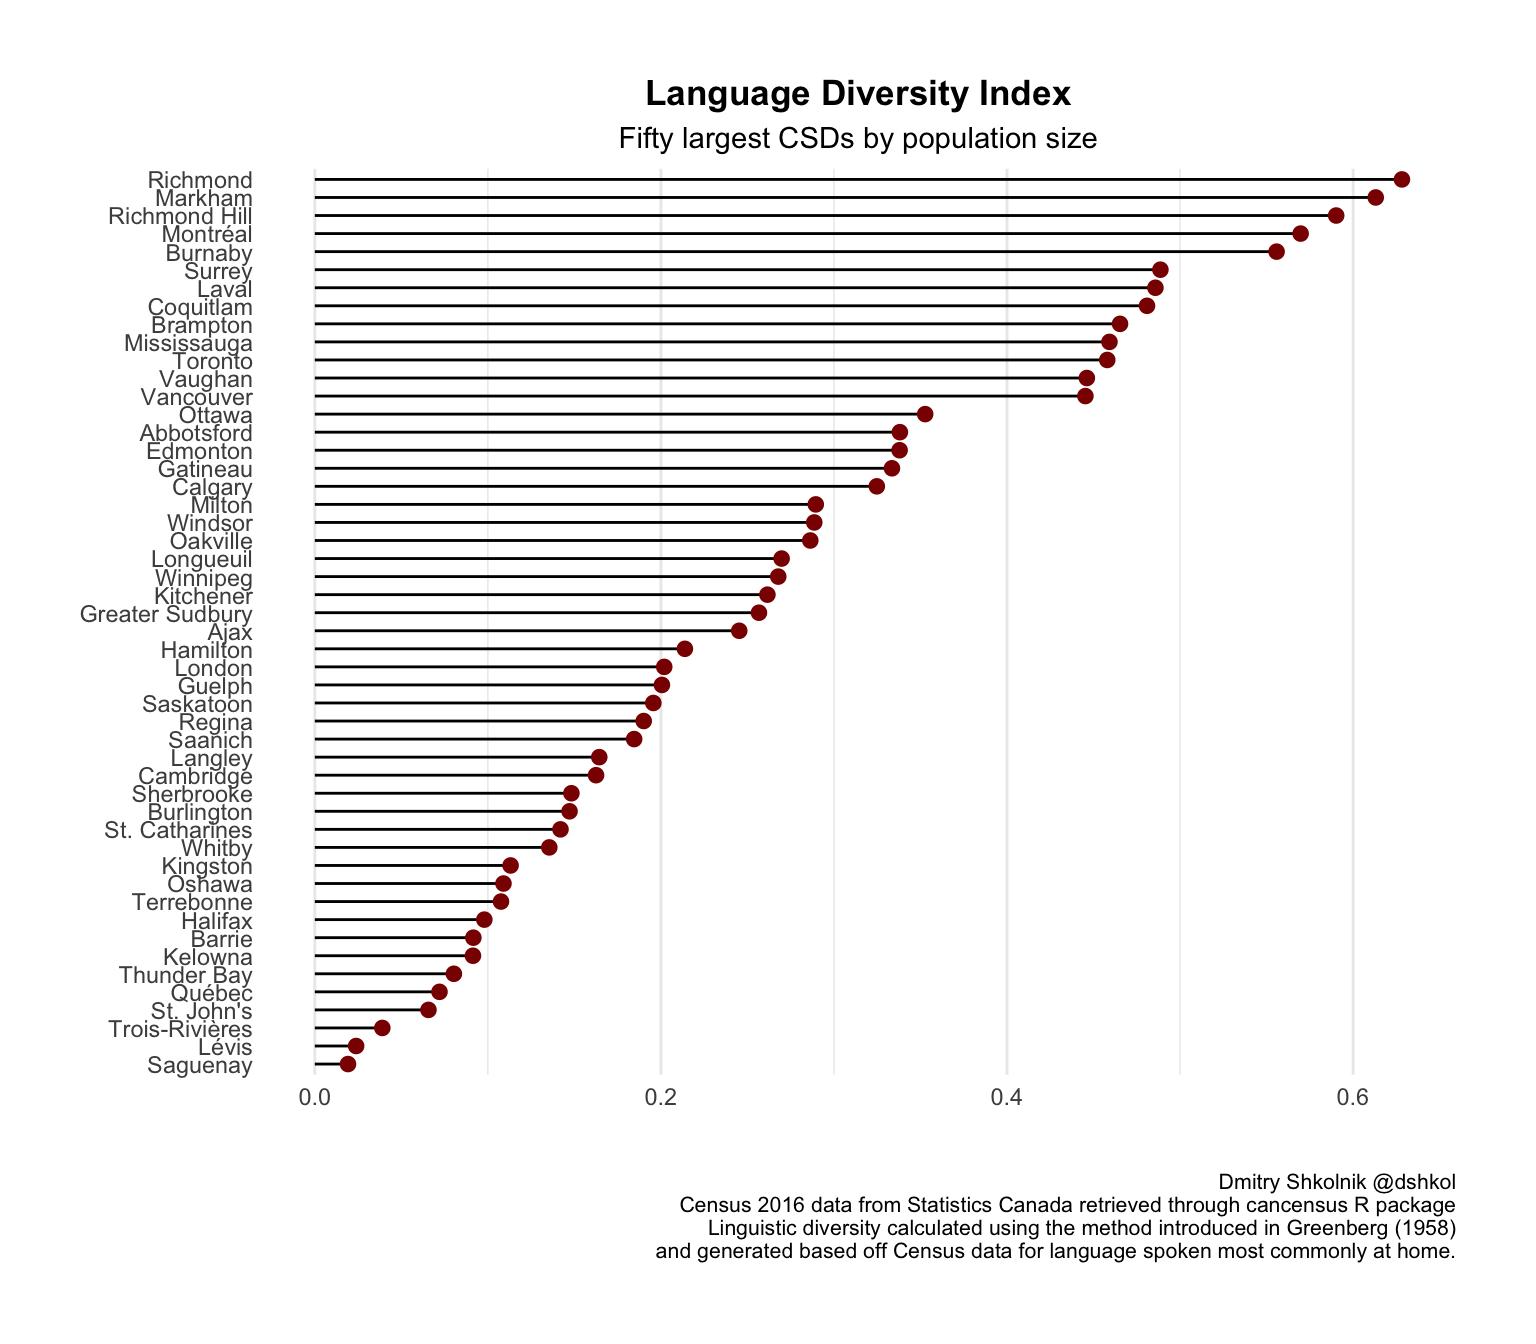 Language Diversity Index
Fifty largest CSDs by population size
Richmond
Markham
Richmond Hill
Montréal
Burnaby
Surrey
Laval
Coquitlam
Brampton
Mississauga
Toronto
Vaughan
Vancouver
Ottawa
Abbotsford
Edmonton
Gatineau
Calgary
Milton
Windsor
Oakville
Longueuil
Winnipeg
Kitchener
Greater Sudbury
Ajax
Hamilton
London
Guelph
Saskatoon
Regina
Saanich
Langley
Cambridge
Sherbrooke
Burlington
St. Catharines
Whitby
Kingston
Oshawa
Terrebonne
Halifax
Barrie
Kelowna
Thunder Bay
Québec
St. John's
Trois-Rivières
Lévis
Saguenay
0.0 0.2 0.4 0.6
Dmitry Shkolnik @dshkol
Census 2016 data from Statistics Canada retrieved through cancensus R package
Linguistic diversity calculated using the method introduced in Greenberg (1958)
and generated based off Census data for language spoken most commonly at home.